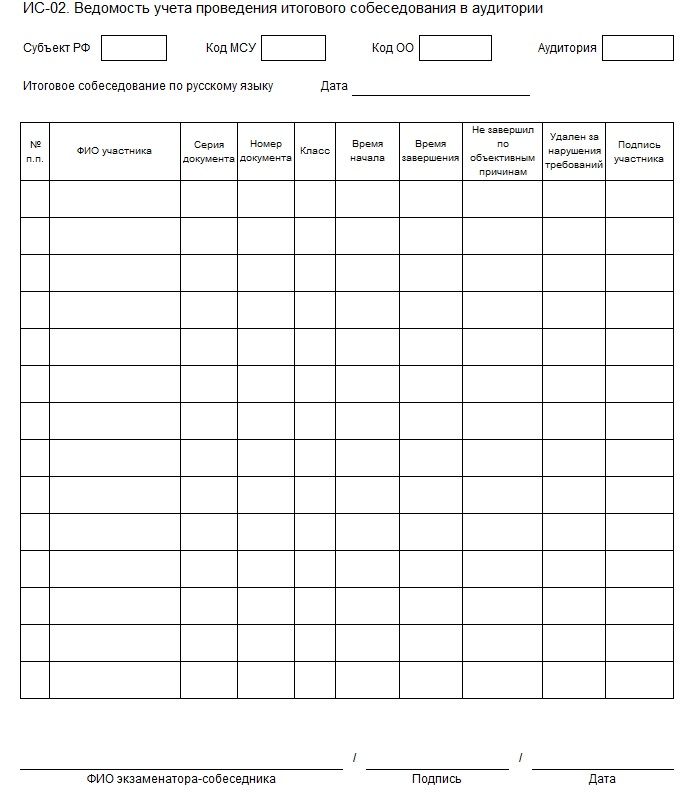 ИС-02. Ведомость учета проведения итогового собеседования в аудитории
Субъект РФ Код МСУ Код ОО Аудитория
Итоговое собеседование по русскому языку Дата
№ п.п.
ФИО участника
Серия документа
Номер документа
Класс
Время начала
Время завершения
Не завершил по объективным причинам
Удален за нарушения требований
Подпись участника
/ /
ФИО экзаменатора-собеседника Подпись Дата